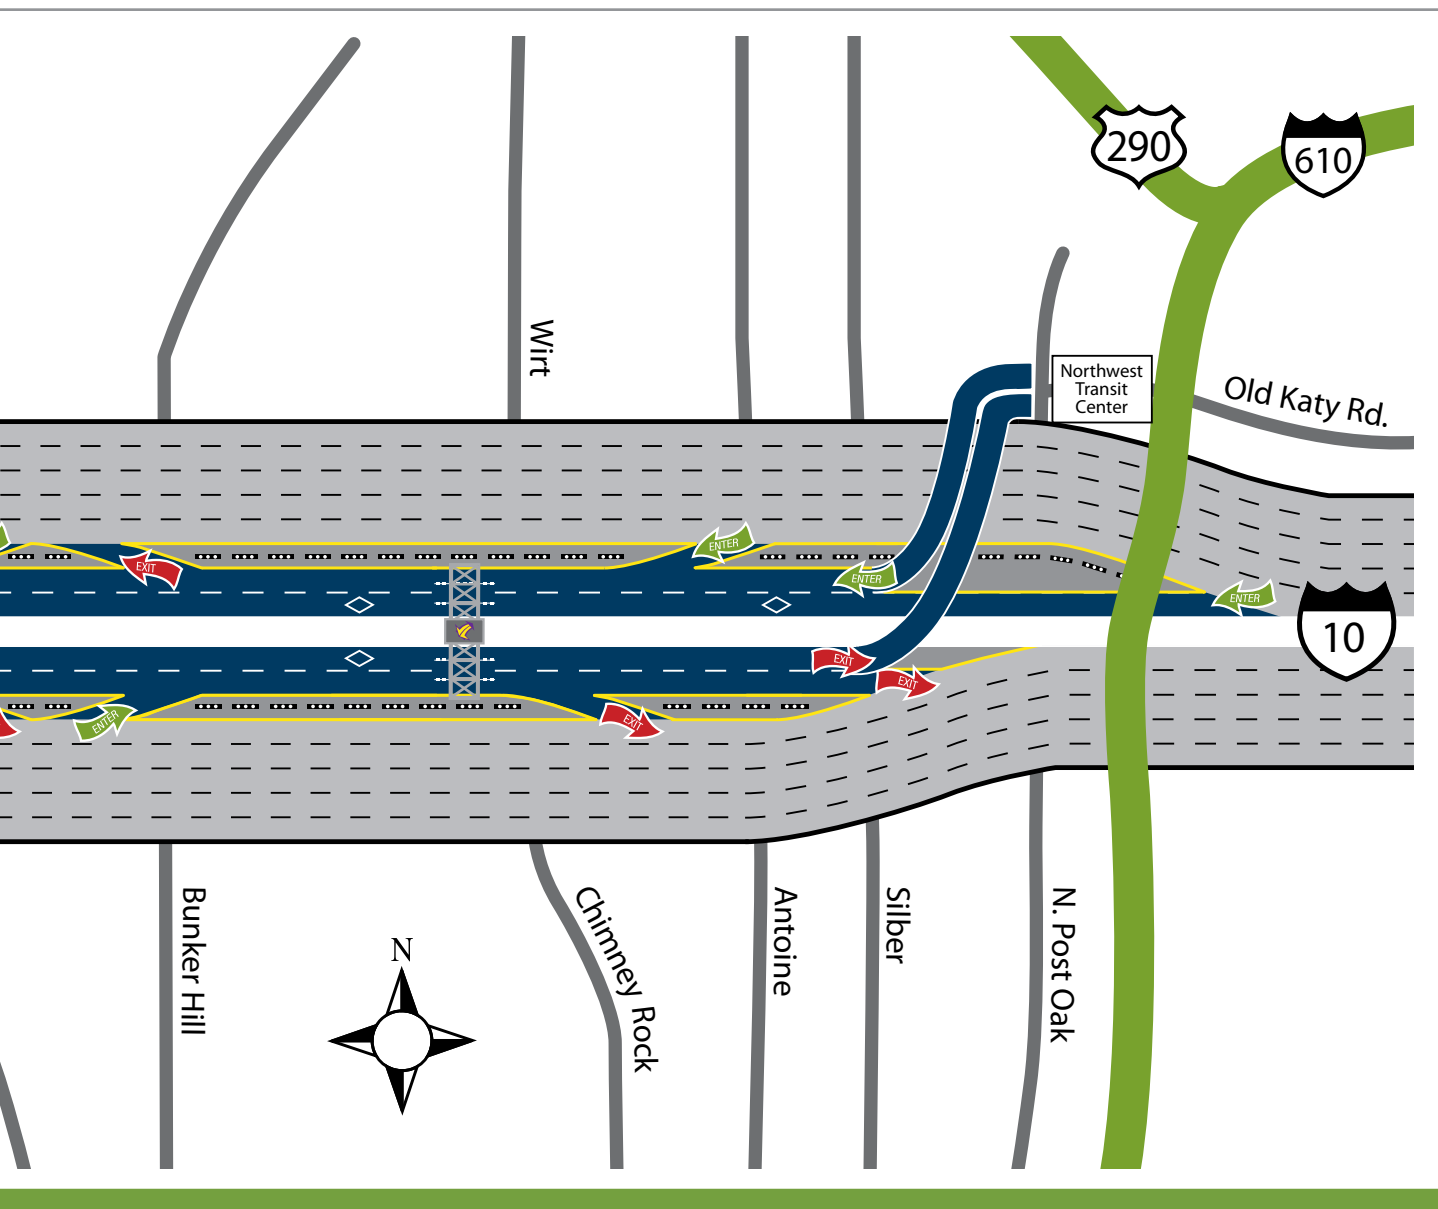 290
610
Wirt
Northwest
Transit
Center
Old Katy Rd.
ENTER
EXIT
ENTER
ENTER
10
EXIT
EXIT
ENTER
EXIT
Bunker Hill
Chimney Rock
Antoine
Silber
N. Post Oak
N